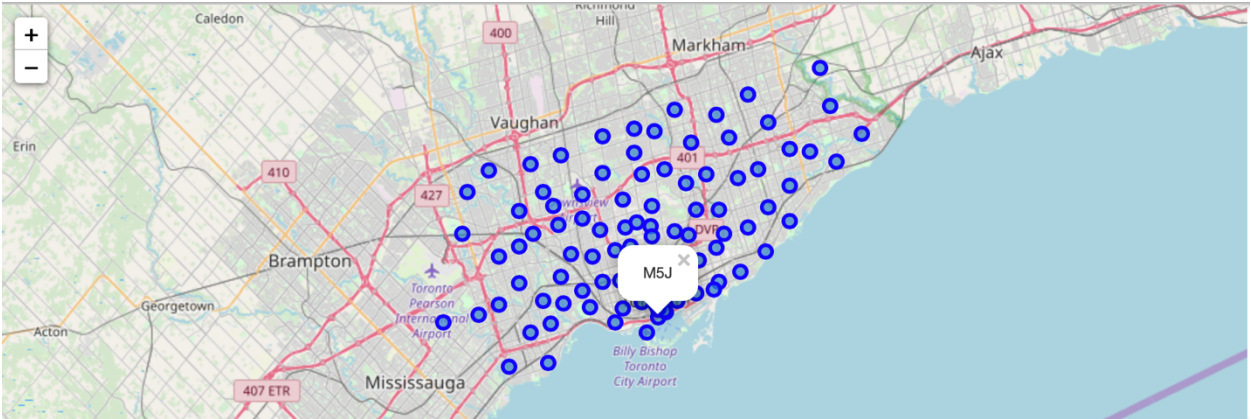 Caledon
Richmond
Hill
+
400
Markham
Ajax
−
Vaughan
Erin
401
410
427
DVP
Brampton
M5J
×
Toronto
Pearson
International
Airport
Georgetown
Acton
Billy Bishop
Toronto
City Airport
Mississauga
407 ETR